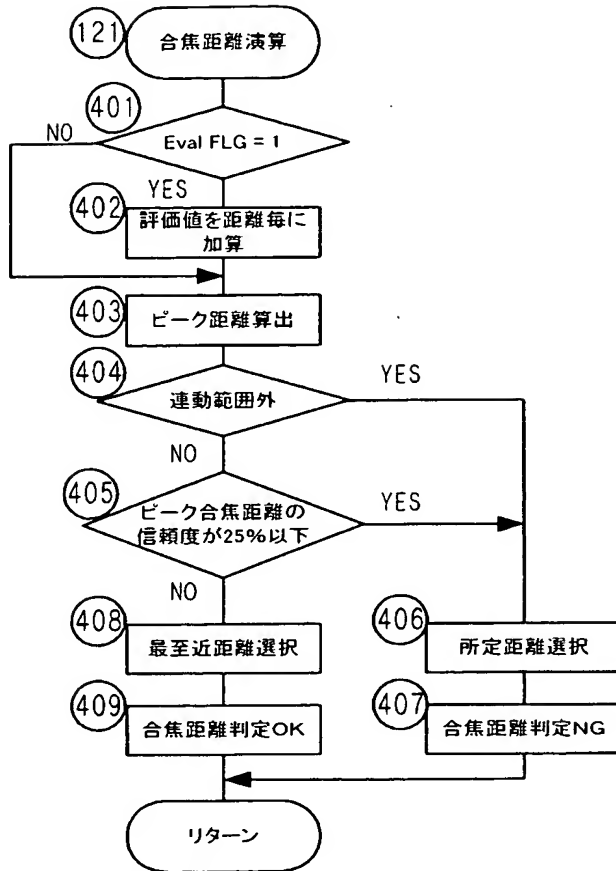 121
合焦距離演算
401
NO
Eval FLG = 1
YES
402
評価値を距離毎に
加算
403
ピーク距離算出
404
YES
連動範囲外
NO
405
YES
ピーク合焦距離の
信頼度が25%以下
NO
408
最至近距離選択
406
所定距離選択
409
合焦距離判定OK
407
合焦距離判定NG
リターン